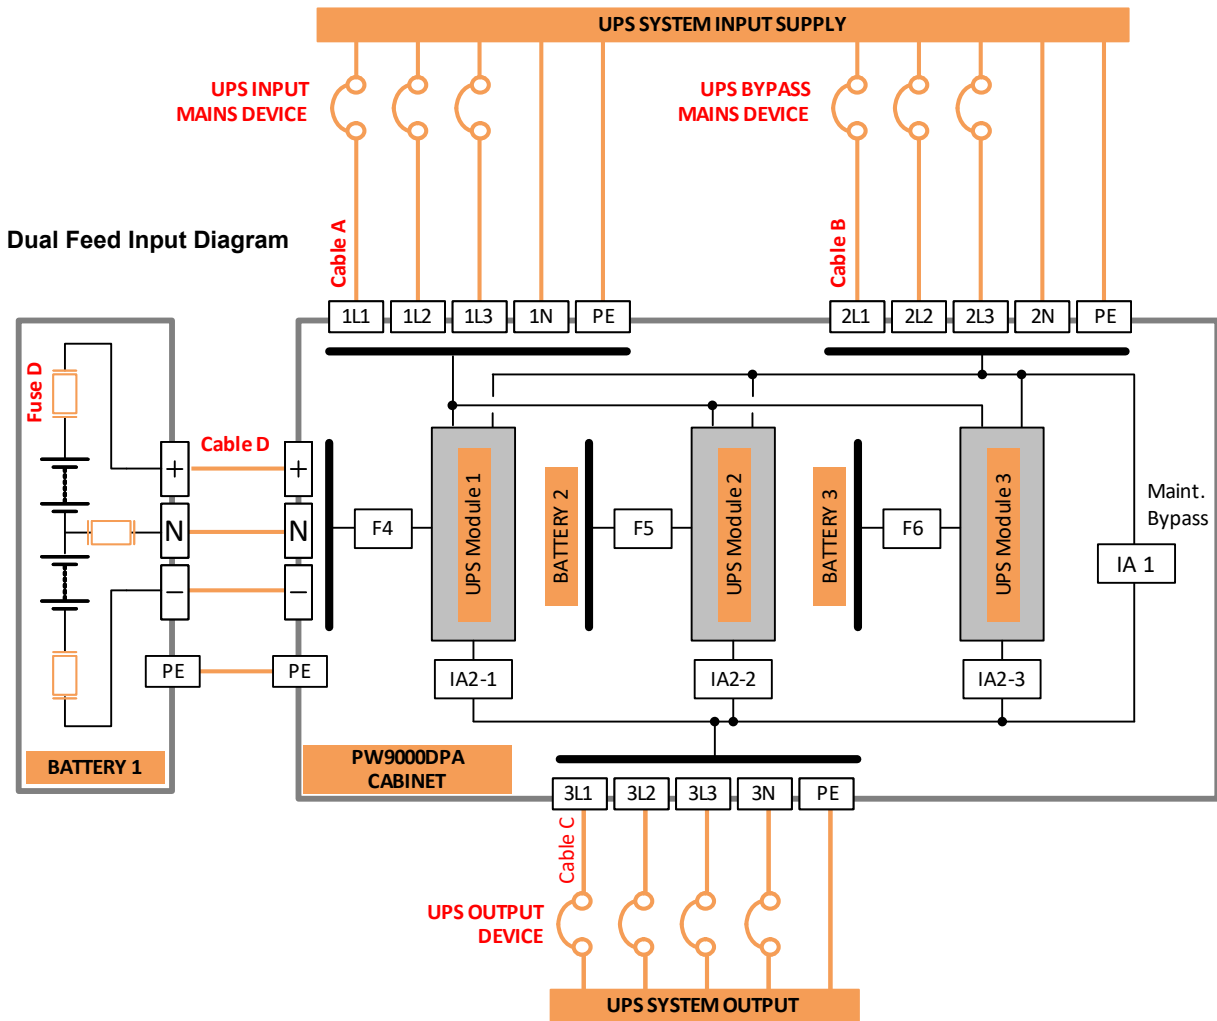 UPS SYSTEM INPUT SUPPLY
UPS INPUT
MAINS DEVICE
UPS BYPASS
MAINS DEVICE
Cable A
Cable B
Dual Feed Input Diagram
1L1 1L2 1L3 1N PE
2L1 2L2 2L3 2N PE
Fuse D
Cable D
+ +
N N
− −
PE PE
F4
UPS Module 1
BATTERY 2
F5
UPS Module 2
BATTERY 3
F6
UPS Module 3
Maint.
Bypass
IA 1
IA2-1 IA2-2 IA2-3
BATTERY 1
PW9000DPA
CABINET
3L1 3L2 3L3 3N PE
Cable C
UPS OUTPUT
DEVICE
UPS SYSTEM OUTPUT